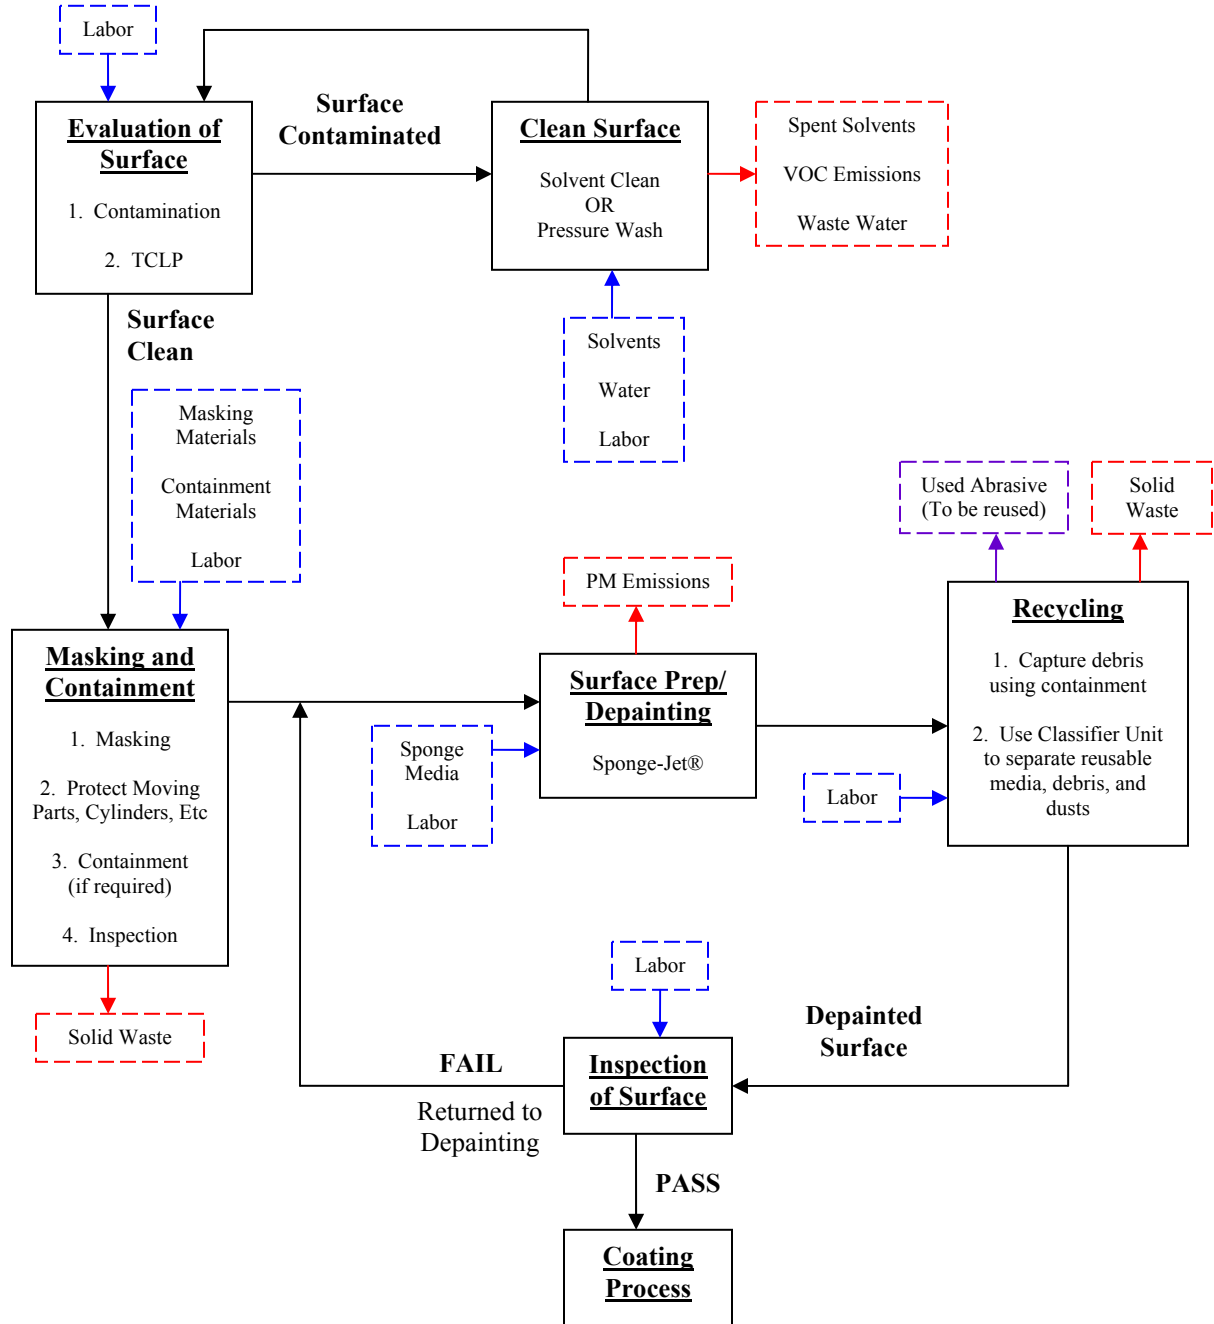 Labor
Evaluation of
Surface
1. Contamination
2. TCLP
Surface
Contaminated
Clean Surface
Solvent Clean
OR
Pressure Wash
Spent Solvents
VOC Emissions
Waste Water
Surface
Clean
Solvents
Water
Labor
Masking
Materials
Containment
Materials
Labor
Used Abrasive
(To be reused)
Solid
Waste
PM Emissions
Masking and
Containment
1. Masking
2. Protect Moving
Parts, Cylinders, Etc
3. Containment
(if required)
4. Inspection
Surface Prep/
Depainting
Sponge-Jet®
Sponge
Media
Labor
Recycling
1. Capture debris
using containment
2. Use Classifier Unit
to separate reusable
media, debris, and
dusts
Labor
Solid Waste
Labor
Depainted
Surface
Inspection
of Surface
FAIL
Returned to
Depainting
PASS
Coating
Process